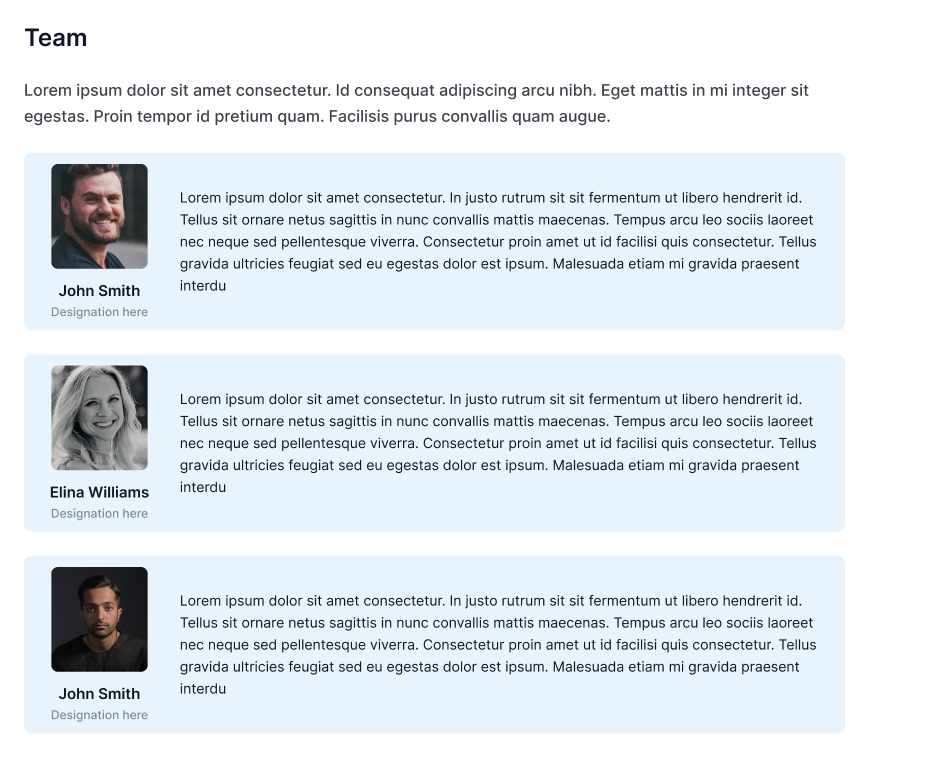 Team
Lorem ipsum dolor sit amet consectetur. Id consequat adipiscing arcu nibh. Eget mattis in mi integer sit
egestas. Proin tempor id pretium quam. Facilisis purus convallis quam augue.
Lorem ipsum dolor sit amet consectetur. In justo rutrum sit sit fermentum ut libero hendrerit id.
Tellus sit ornare netus sagittis in nunc convallis mattis maecenas. Tempus arcu leo sociis laoreet
nec neque sed pellentesque viverra. Consectetur proin amet ut id facilisi quis consectetur. Tellus
gravida ultricies feugiat sed eu egestas dolor est ipsum. Malesuada etiam mi gravida praesent
interdu
John Smith
Designation here
Lorem ipsum dolor sit amet consectetur. In justo rutrum sit sit fermentum ut libero hendrerit id.
Tellus sit ornare netus sagittis in nunc convallis mattis maecenas. Tempus arcu leo sociis laoreet
nec neque sed pellentesque viverra. Consectetur proin amet ut id facilisi quis consectetur. Tellus
gravida ultricies feugiat sed eu egestas dolor est ipsum. Malesuada etiam mi gravida praesent
interdu
Elina Williams
Designation here
Lorem ipsum dolor sit amet consectetur. In justo rutrum sit sit fermentum ut libero hendrerit id.
Tellus sit ornare netus sagittis in nunc convallis mattis maecenas. Tempus arcu leo sociis laoreet
nec neque sed pellentesque viverra. Consectetur proin amet ut id facilisi quis consectetur. Tellus
gravida ultricies feugiat sed eu egestas dolor est ipsum. Malesuada etiam mi gravida praesent
interdu
John Smith
Designation here